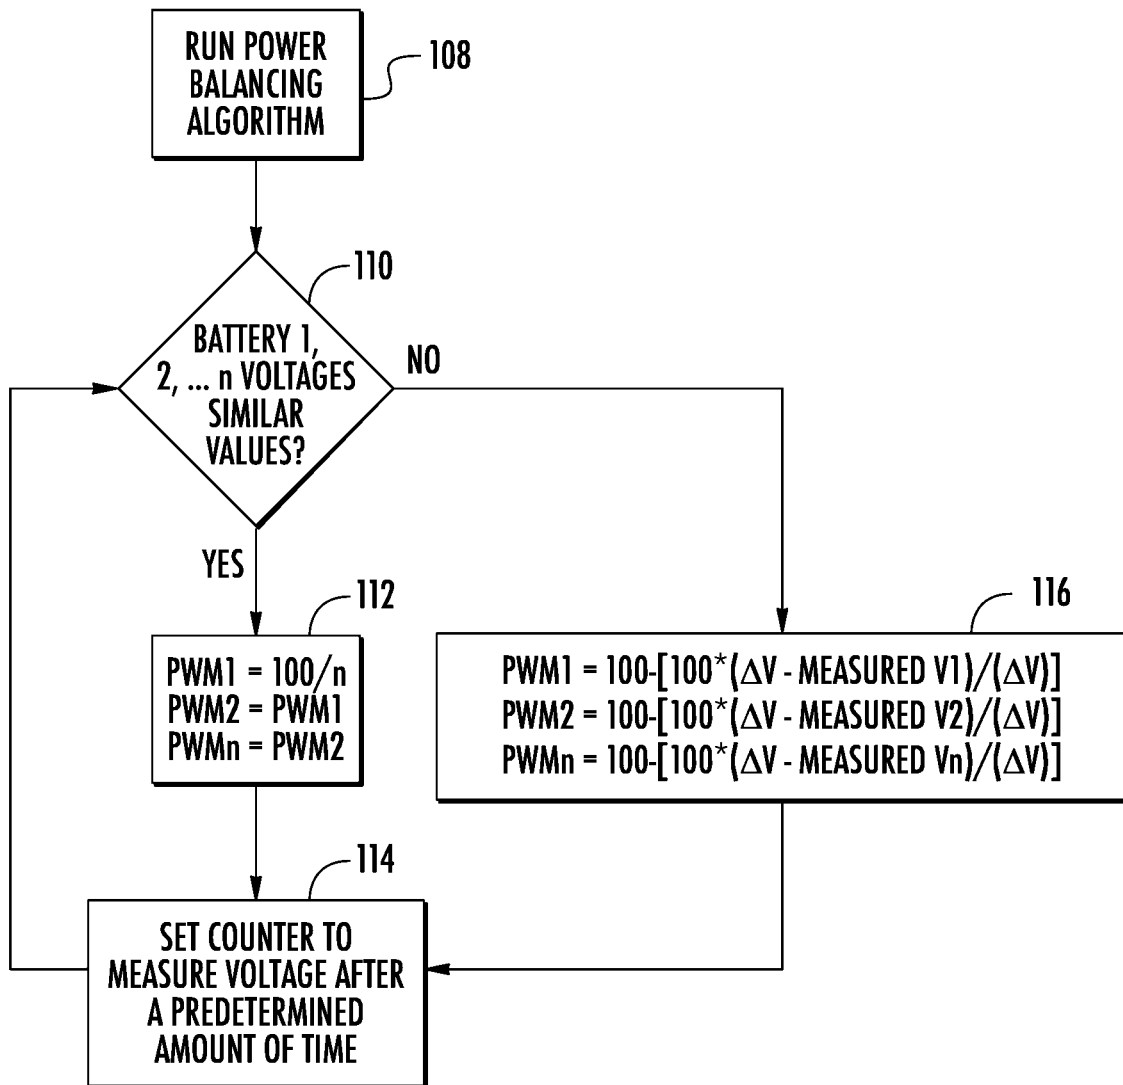 RUN POWER
BALANCING
ALGORITHM
108
110
BATTERY 1,
2, ... n VOLTAGES
SIMILAR
VALUES?
NO
YES
112
PWM1 = 100/n
PWM2 = PWM1
PWMn = PWM2
116
PWM1 = 100-[100*(ΔV - MEASURED V1)/(ΔV)]
PWM2 = 100-[100*(ΔV - MEASURED V2)/(ΔV)]
PWMn = 100-[100*(ΔV - MEASURED Vn)/(ΔV)]
114
SET COUNTER TO
MEASURE VOLTAGE AFTER
A PREDETERMINED
AMOUNT OF TIME